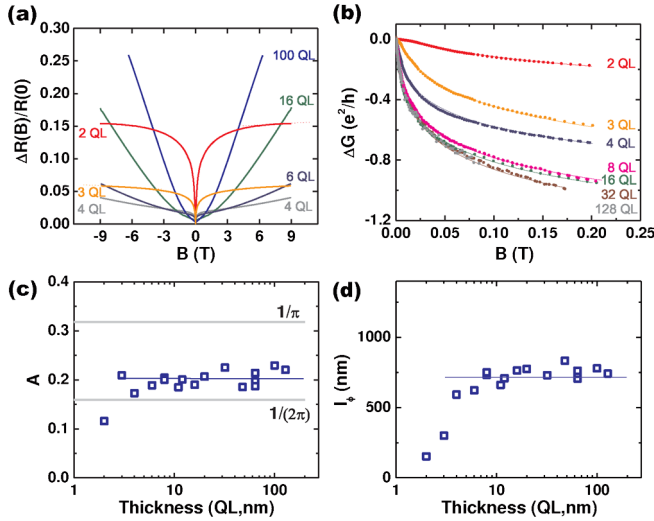 (a)
ΔR(B)/R(0)
0.30
0.25
0.20
0.15
0.10
0.05
0.00
100 QL
16 QL
2 QL
6 QL
3 QL
4 QL
4 QL
-9 -6 -3 0 3 6 9
B (T)
(b)
ΔG (e²/h)
0.0
-0.4
-0.8
-1.2
2 QL
3 QL
4 QL
8 QL
16 QL
32 QL
128 QL
0.00 0.05 0.10 0.15 0.20
B (T)
(c)
A
0.4
0.3
0.2
0.1
0.0
1/π
1/(2π)
1 10 100
Thickness (QL,nm)
(d)
lϕ (nm)
1000
750
500
250
0
1 10 100
Thickness (QL,nm)